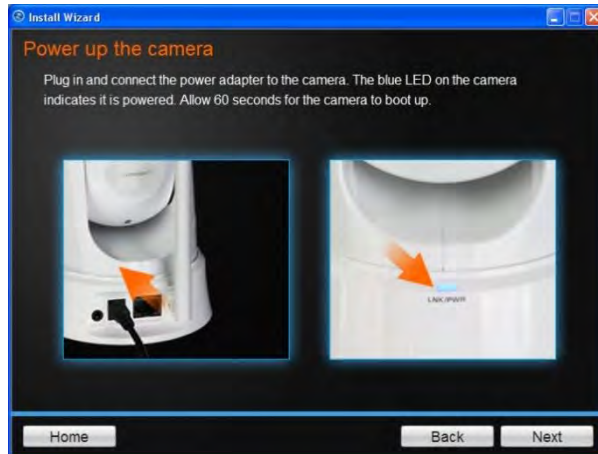 Install Wizard
Power up the camera
Plug in and connect the power adapter to the camera. The blue LED on the camera
indicates it is powered. Allow 60 seconds for the camera to boot up.
LNK/PWR
Home
Back
Next